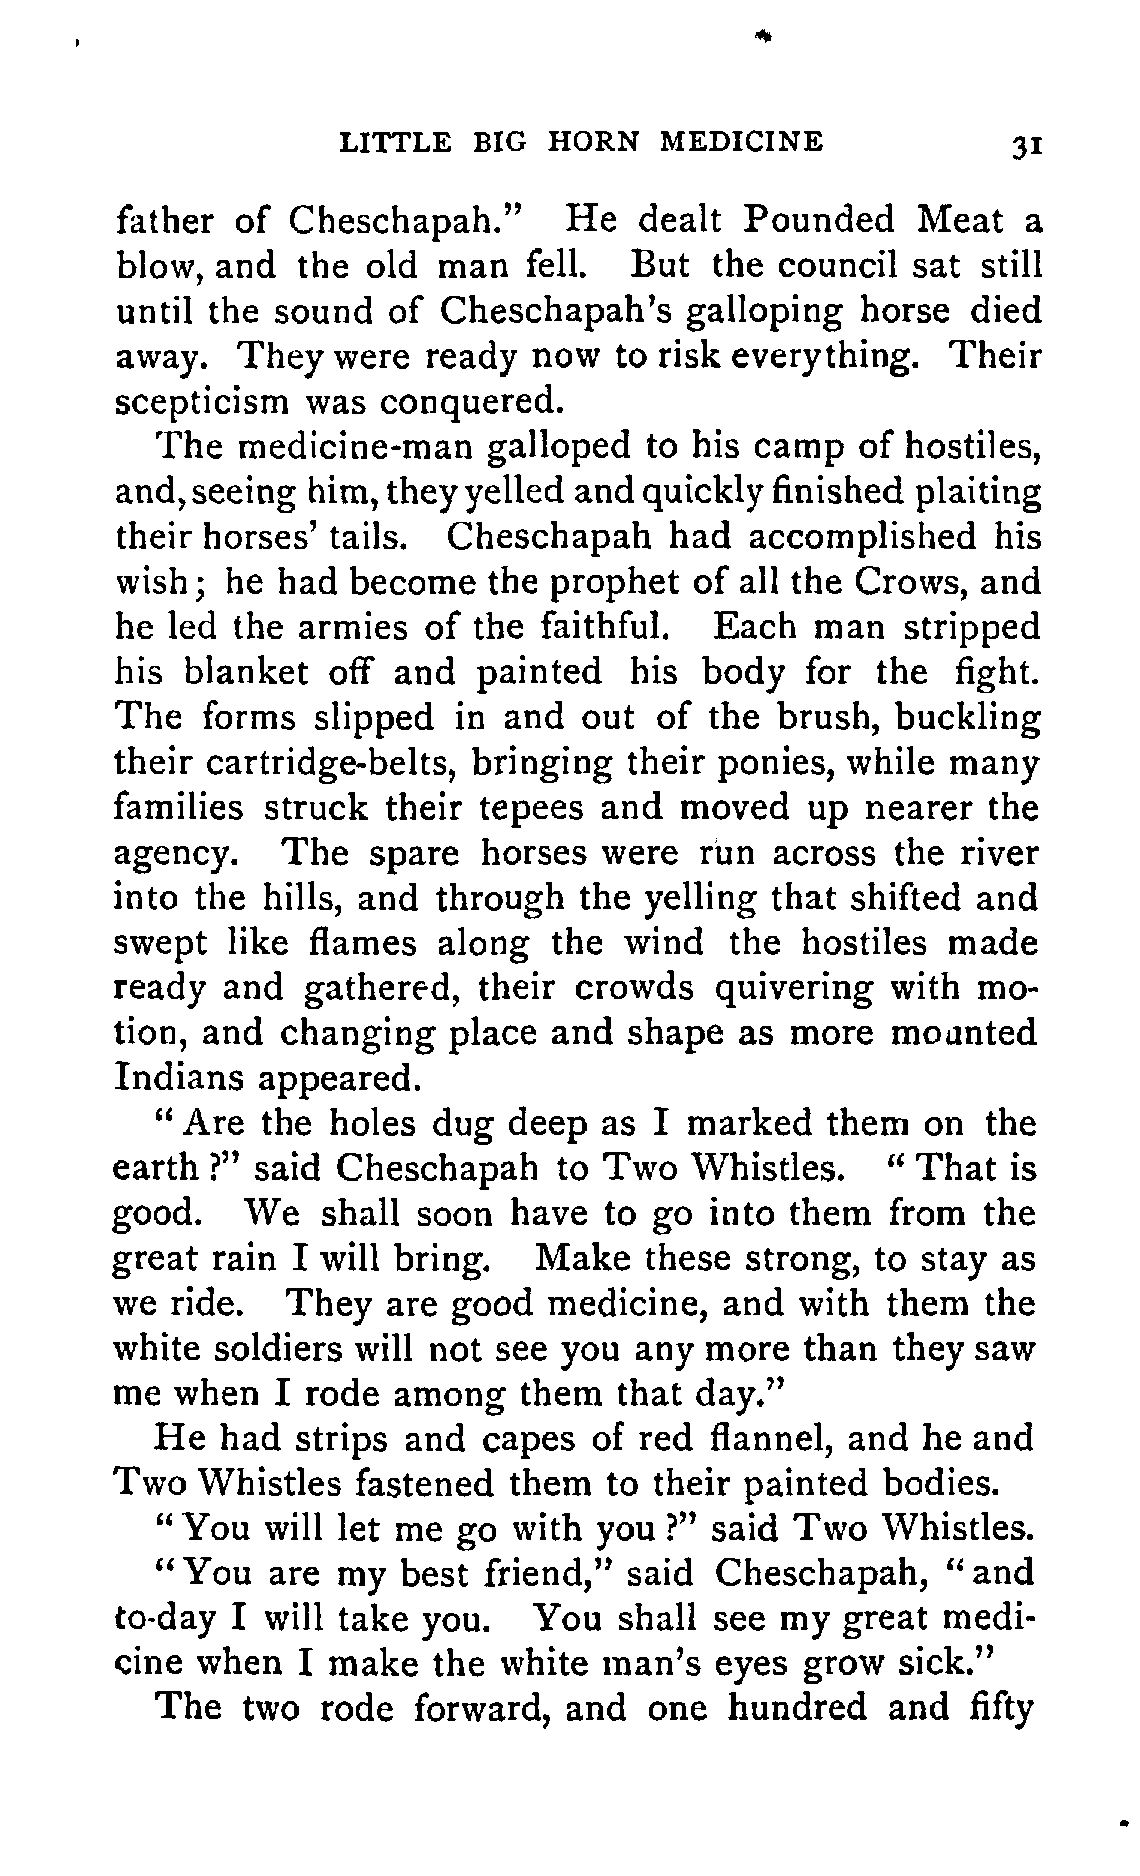 LITTLE BIG HORN MEDICINE 31
father of Cheschapah." He dealt Pounded Meat a
blow, and the old man fell. But the council sat still
until the sound of Cheschapah's galloping horse died
away. They were ready now to risk everything. Their
scepticism was conquered.
The medicine-man galloped to his camp of hostiles,
and, seeing him, they yelled and quickly finished plaiting
their horses' tails. Cheschapah had accomplished his
wish; he had become the prophet of all the Crows, and
he led the armies of the faithful. Each man stripped
his blanket off and painted his body for the fight.
The forms slipped in and out of the brush, buckling
their cartridge-belts, bringing their ponies, while many
families struck their tepees and moved up nearer the
agency. The spare horses were run across the river
into the hills, and through the yelling that shifted and
swept like flames along the wind the hostiles made
ready and gathered, their crowds quivering with mo-
tion, and changing place and shape as more mounted
Indians appeared.
"Are the holes dug deep as I marked them on the
earth?" said Cheschapah to Two Whistles. "That is
good. We shall soon have to go into them from the
great rain I will bring. Make these strong, to stay as
we ride. They are good medicine, and with them the
white soldiers will not see you any more than they saw
me when I rode among them that day."
He had strips and capes of red flannel, and he and
Two Whistles fastened them to their painted bodies.
"You will let me go with you?" said Two Whistles.
"You are my best friend," said Cheschapah, "and
to-day I will take you. You shall see my great medi-
cine when I make the white man's eyes grow sick."
The two rode forward, and one hundred and fifty